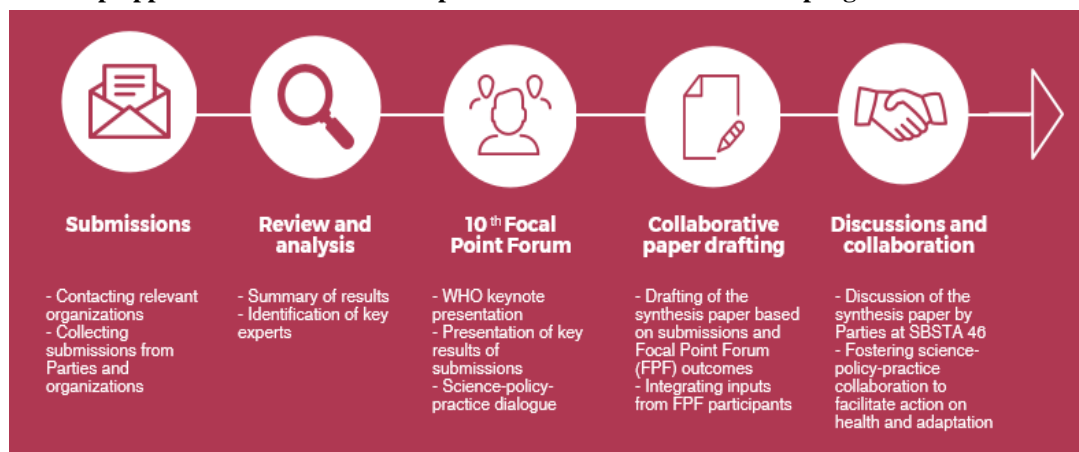 Submissions
- Contacting relevant
organizations
- Collecting
submissions from
Parties and
organizations
Review and
analysis
- Summary of results
- Identification of key
experts
10th Focal
Point Forum
- WHO keynote
presentation
- Presentation of key
results of
submissions
- Science-policy-
practice dialogue
Collaborative
paper drafting
- Drafting of the
synthesis paper based
on submissions and
Focal Point Forum
(FPF) outcomes
- Integrating inputs
from FPF participants
Discussions and
collaboration
- Discussion of the
synthesis paper by
Parties at SBSTA 46
- Fostering science-
policy-practice
collaboration to
facilitate action on
health and adaptation